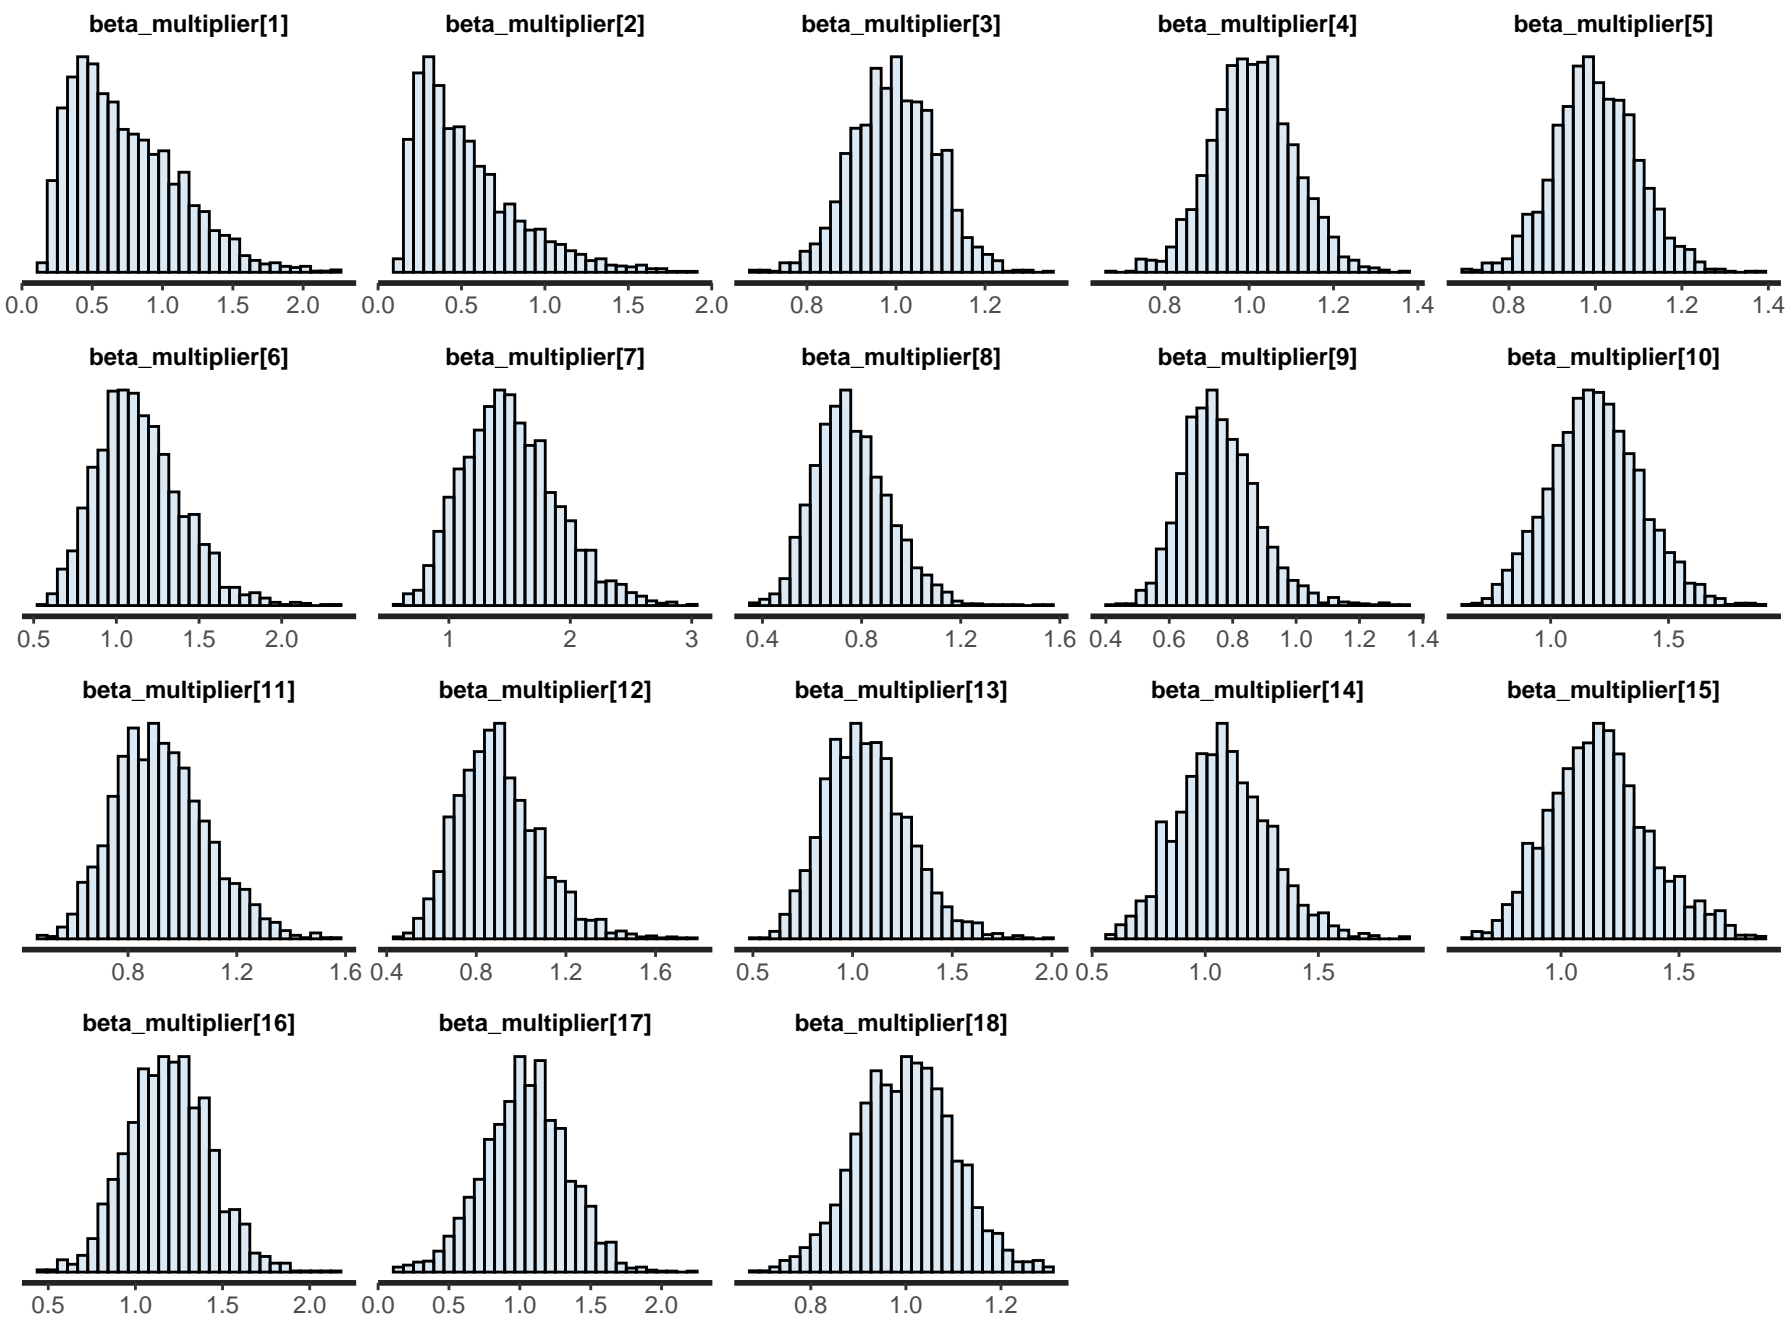 beta_multiplier[1] beta_multiplier[2] beta_multiplier[3] beta_multiplier[4] beta_multiplier[5]
0.0 0.5 1.0 1.5 2.0 0.0 0.5 1.0 1.5 2.0 0.8 1.0 1.2 0.8 1.0 1.2 1.4 0.8 1.0 1.2 1.4
beta_multiplier[6] beta_multiplier[7] beta_multiplier[8] beta_multiplier[9] beta_multiplier[10]
0.5 1.0 1.5 2.0 1 2 3 0.4 0.8 1.2 1.6 0.4 0.6 0.8 1.0 1.2 1.4 1.0 1.5
beta_multiplier[11] beta_multiplier[12] beta_multiplier[13] beta_multiplier[14] beta_multiplier[15]
0.8 1.2 1.6 0.4 0.8 1.2 1.6 0.5 1.0 1.5 2.0 0.5 1.0 1.5 1.0 1.5
beta_multiplier[16] beta_multiplier[17] beta_multiplier[18]
0.5 1.0 1.5 2.0 0.0 0.5 1.0 1.5 2.0 0.8 1.0 1.2